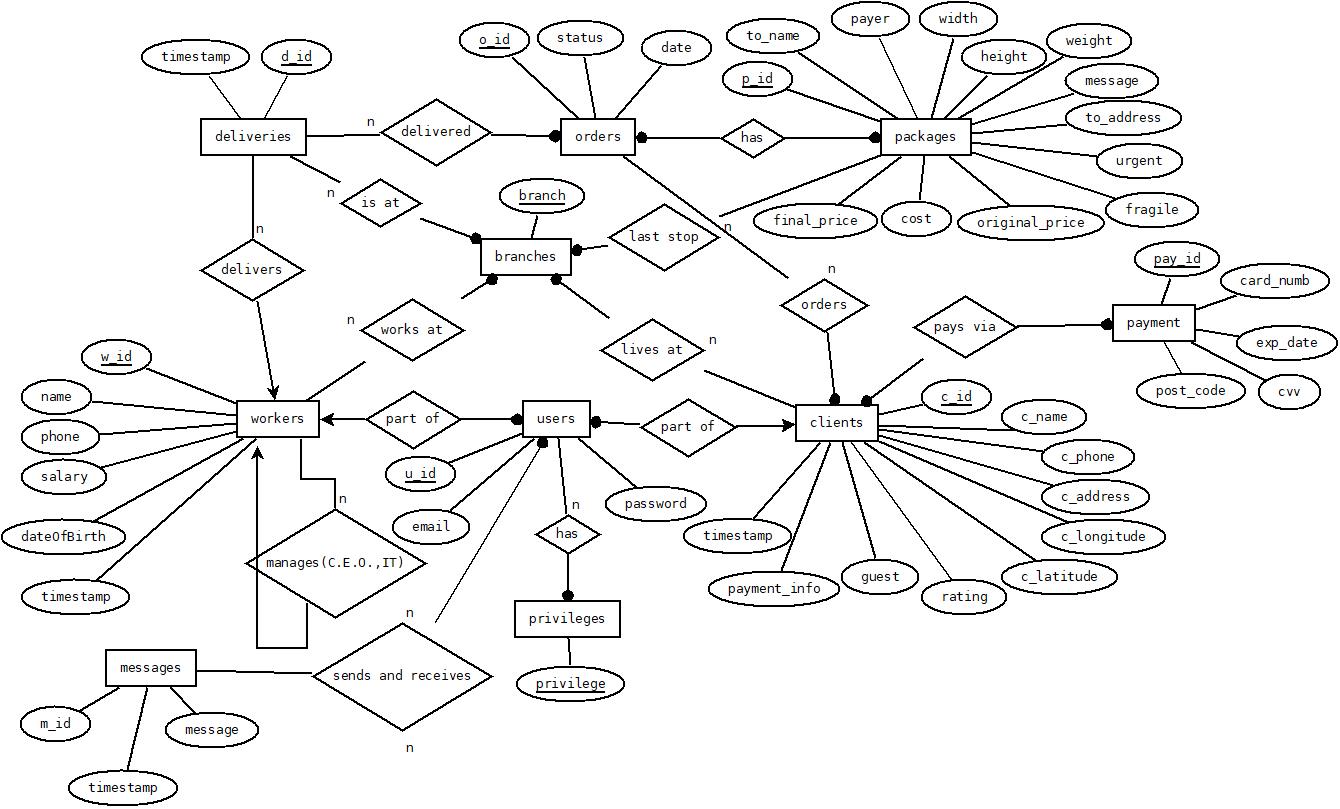 payer
width
o_id
status
to_name
height
weight
date
timestamp
d_id
p_id
message
to_address
n
deliveries
delivered
orders
has
packages
urgent
n
is at
branch
fragile
final_price
cost
original_price
n
n
last stop
branches
pay_id
delivers
n
card_numb
orders
n
works at
pays via
payment
n
lives at
exp_date
w_id
post_code
cvv
name
c_id
workers
part of
users
part of
clients
c_name
phone
c_phone
salary
u_id
c_address
n
n
password
email
dateOfBirth
has
timestamp
c_longitude
manages(C.E.O.,IT)
payment_info
guest
c_latitude
timestamp
rating
n
privileges
messages
sends and receives
privilege
m_id
message
n
timestamp